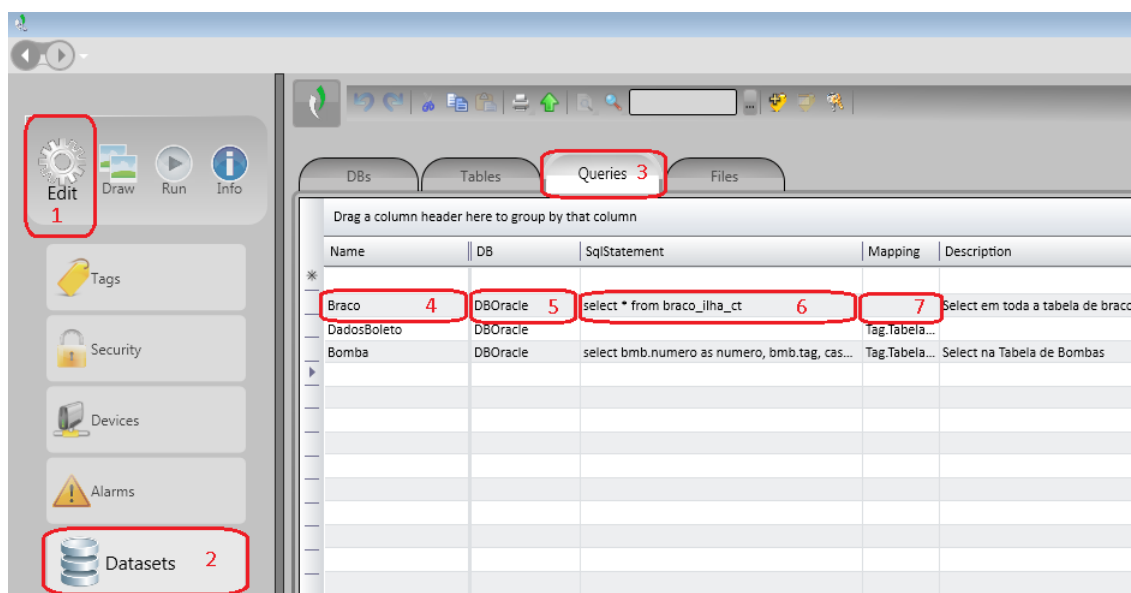 Edit
1
Draw
Run
Info
Tags
Security
Devices
Alarms
Datasets 2
DBs Tables Queries 3 Files
Drag a column header here to group by that column
Name DB SqlStatement Mapping Description
Braco 4 DBOracle 5 select * from braco_ilha_ct 6 7 Select em toda a tabela de braco
DadosBoleto DBOracle Tag.Tabela...
Bomba DBOracle select bmb.numero as numero, bmb.tag, cas... Tag.Tabela... Select na Tabela de Bombas